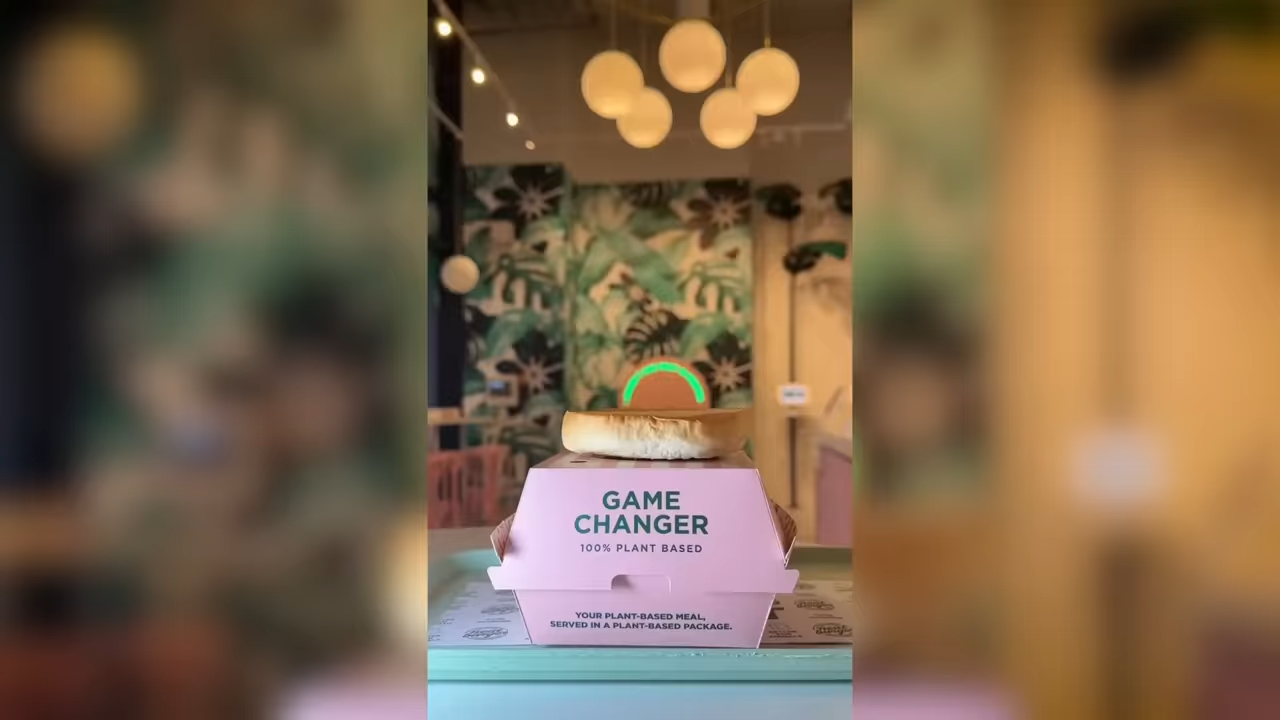 GAME
CHANGER
100% PLANT BASED
YOUR PLANT-BASED MEAL,
SERVED IN A PLANT-BASED PACKAGE.